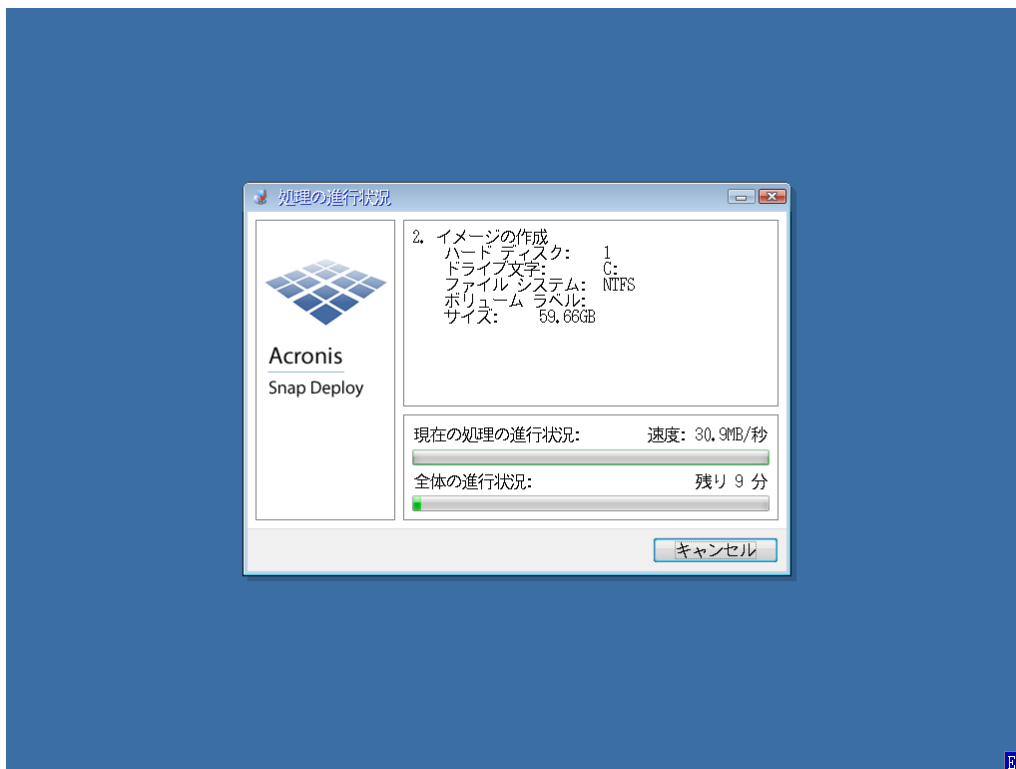 処理の進行状況
2. イメージの作成
ハード ディスク: 1
ドライブ文字: C:
ファイル システム: NTFS
ボリューム ラベル:
サイズ: 59.66GB
Acronis
Snap Deploy
現在の処理の進行状況: 速度: 30.9MB/秒
全体の進行状況: 残り 9 分
キャンセル
E